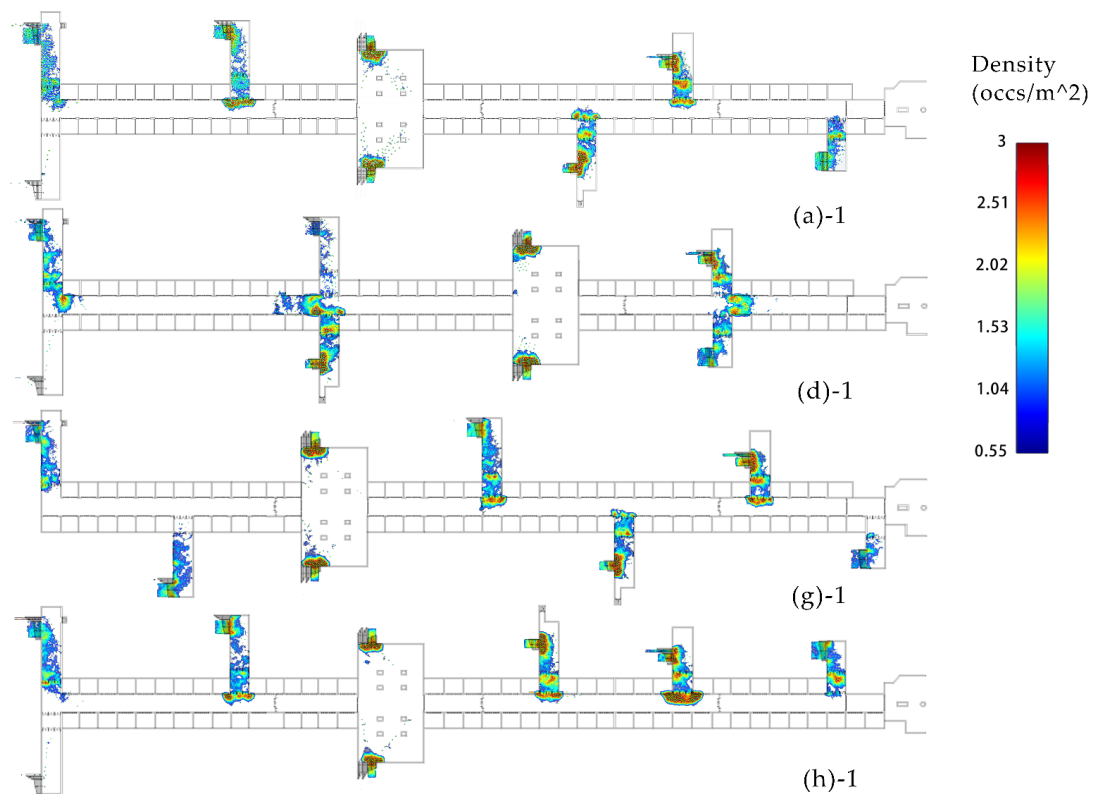 Density
(occs/m^2)
3
2.51
2.02
1.53
1.04
0.55
(a)-1
(d)-1
(g)-1
(h)-1